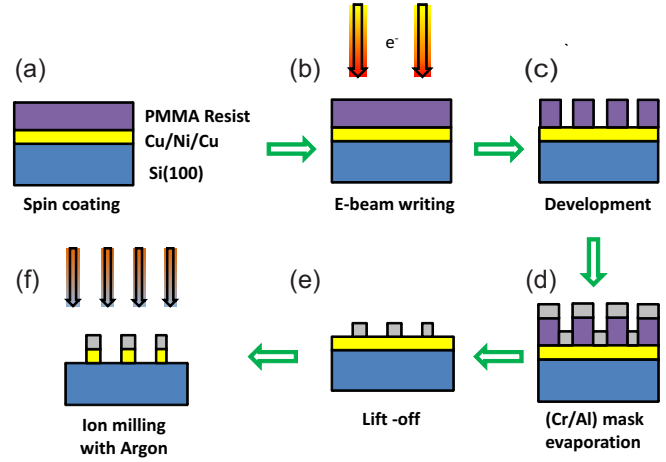 (a)
PMMA Resist
Cu/Ni/Cu
Si(100)
Spin coating
(b)
e-
E-beam writing
(c)
Development
(d)
(Cr/Al) mask
evaporation
(e)
Lift -off
(f)
Ion milling
with Argon